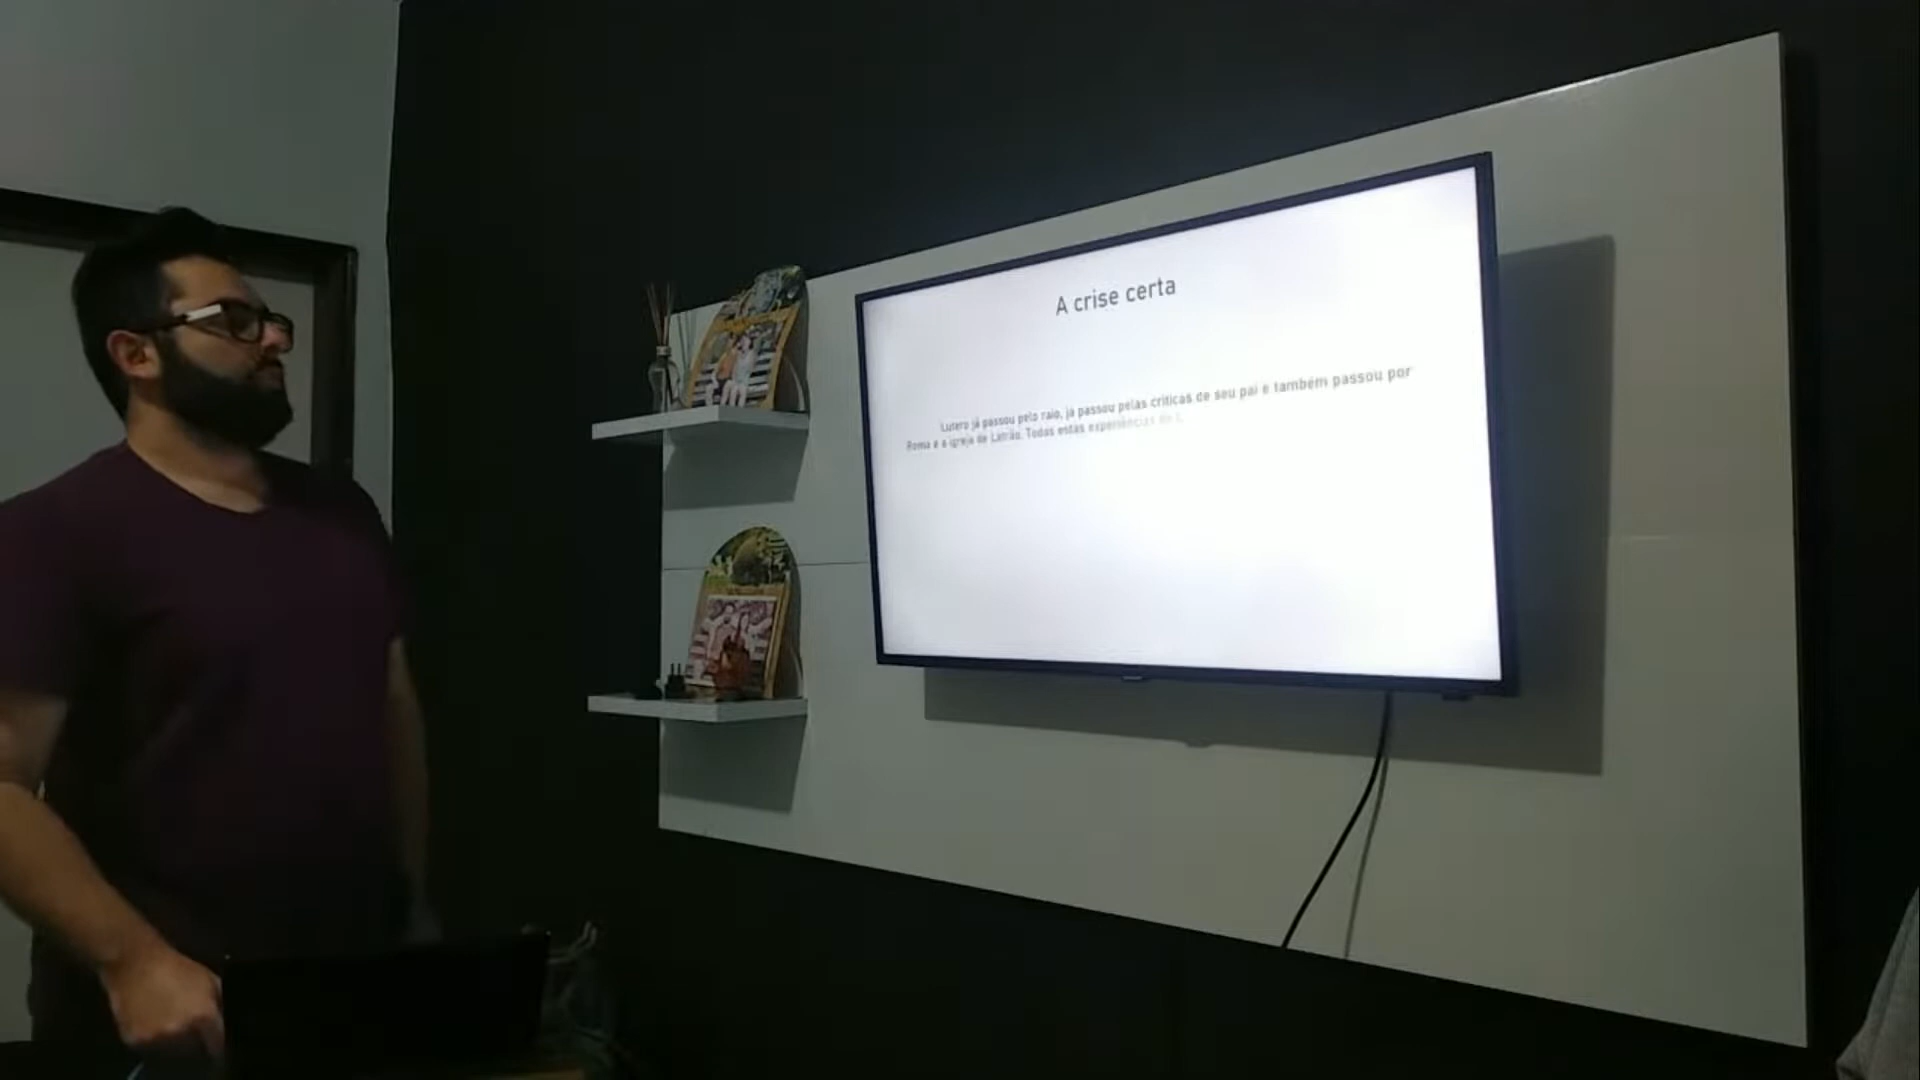 A crise certa
Lutero já passou pelo raio, já passou pelas críticas de seu pai e também passou por
Roma e a igreja de Latrão. Todas estas experiências